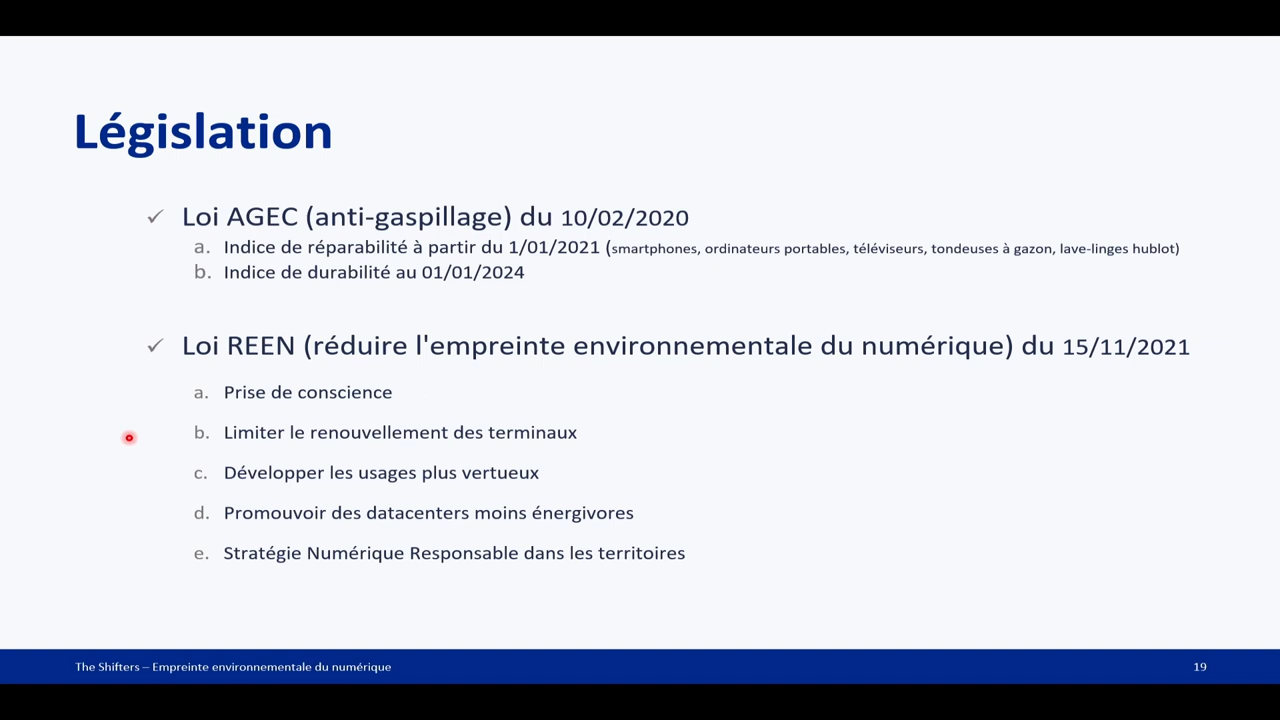 Législation
✓ Loi AGEC (anti-gaspillage) du 10/02/2020
a. Indice de réparabilité à partir du 1/01/2021 (smartphones, ordinateurs portables, téléviseurs, tondeuses à gazon, lave-linges hublot)
b. Indice de durabilité au 01/01/2024
✓ Loi REEN (réduire l'empreinte environnementale du numérique) du 15/11/2021
a. Prise de conscience
b. Limiter le renouvellement des terminaux
c. Développer les usages plus vertueux
d. Promouvoir des datacenters moins énergivores
e. Stratégie Numérique Responsable dans les territoires
The Shifters – Empreinte environnementale du numérique 19